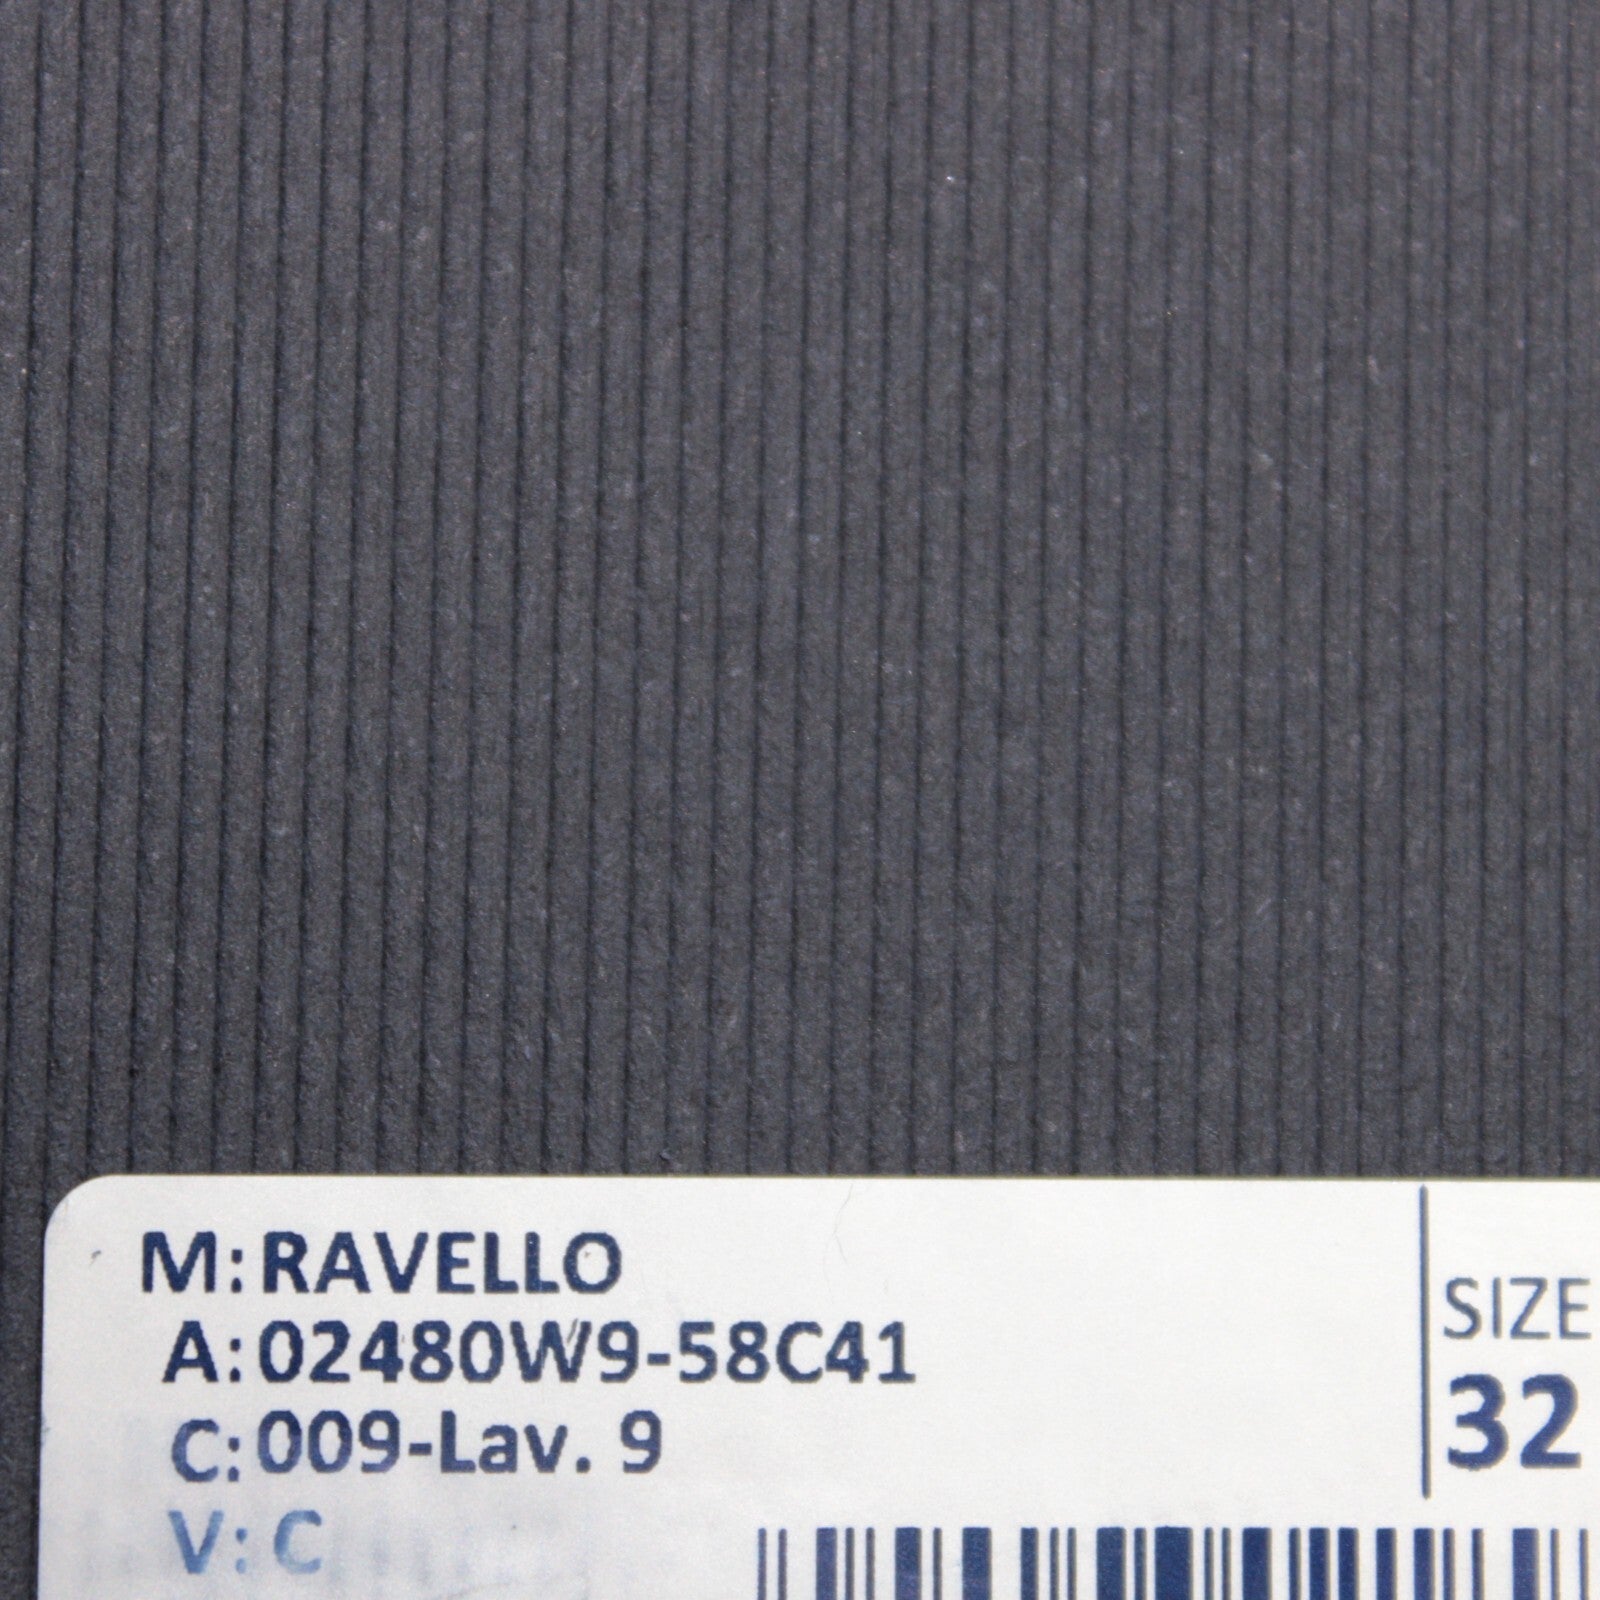 M: RAVELLO
A: 02480W9-58C41
C: 009-Lav. 9
V: C
SIZE
32